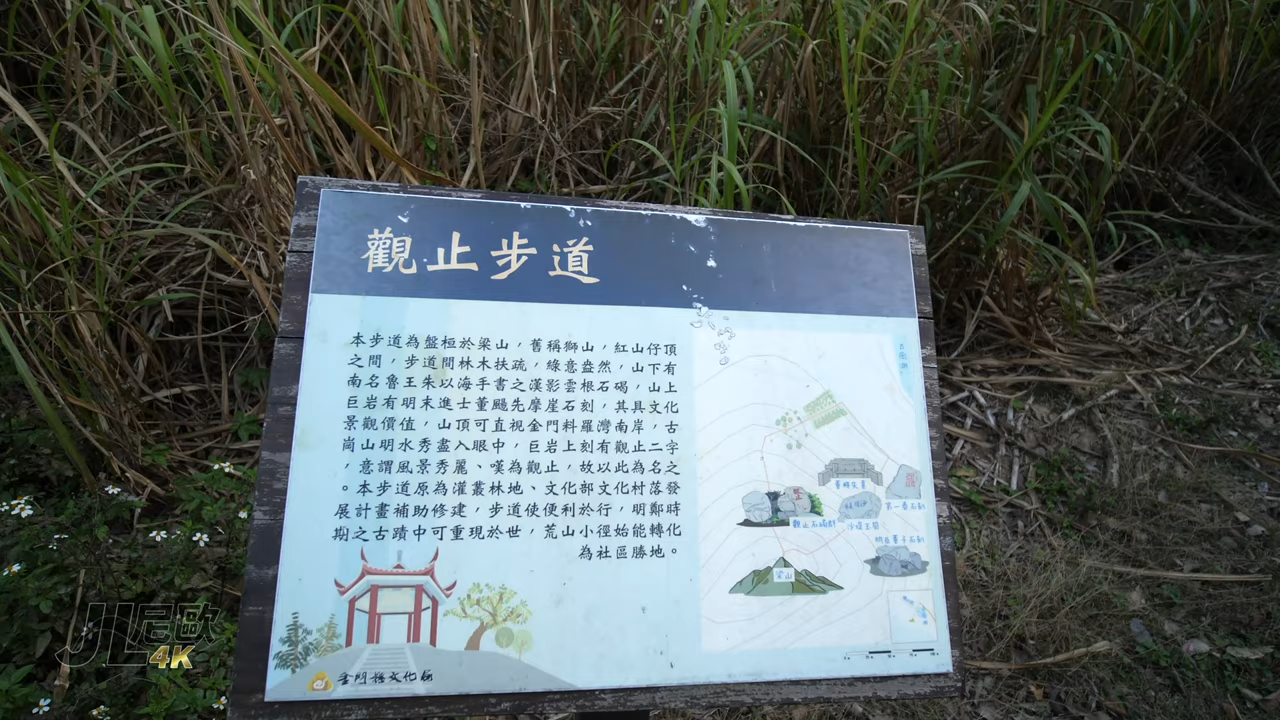 觀止步道
本步道為盤桓於梁山，舊稱獅山，紅山仔頂
之間，步道間林木扶疏，綠意盎然，山下有
南名魯王朱以海手書之漢影雲根石碣，山上
巨岩有明末進士董颺先摩崖石刻，其具文化
景觀價值，山頂可直視金門料羅灣南岸，古
崗山明水秀盡入眼中，巨岩上刻有觀止二字
，意謂風景秀麗、嘆為觀止，故以此為名之
。本步道原為灌叢林地、文化部文化村落發
展計畫補助修建，步道使便利於行，明鄭時
期之古蹟中可重現於世，荒山小徑始能轉化
為社區勝地。
觀止石碣群
第一春石刻
梁山
金門縣文化局
JL尼歐
4K